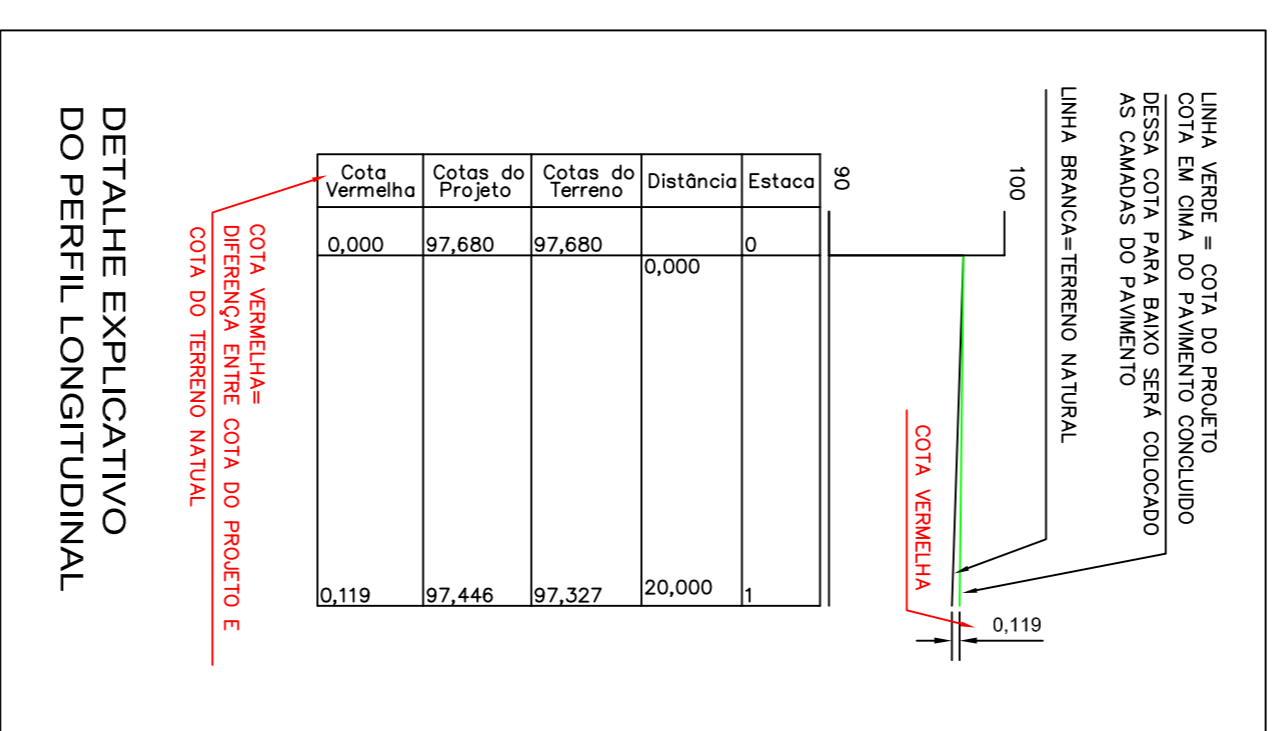 LINHA VERDE = COTA DO PROJETO
COTA EM CIMA DO PAVIMENTO CONCLUIDO
DESSA COTA PARA BAIXO SERÁ COLOCADO
AS CAMADAS DO PAVIMENTO
LINHA BRANCA=TERRENO NATURAL
100
90
COTA VERMELHA
0,119
Cota Vermelha Cotas do Projeto Cotas do Terreno Distância Estaca
0,000 97,680 97,680 0
0,000
0,119 97,446 97,327 20,000 1
COTA VERMELHA=
DIFERENÇA ENTRE COTA DO PROJETO E
COTA DO TERRENO NATUAL
DETALHE EXPLICATIVO
DO PERFIL LONGITUDINAL